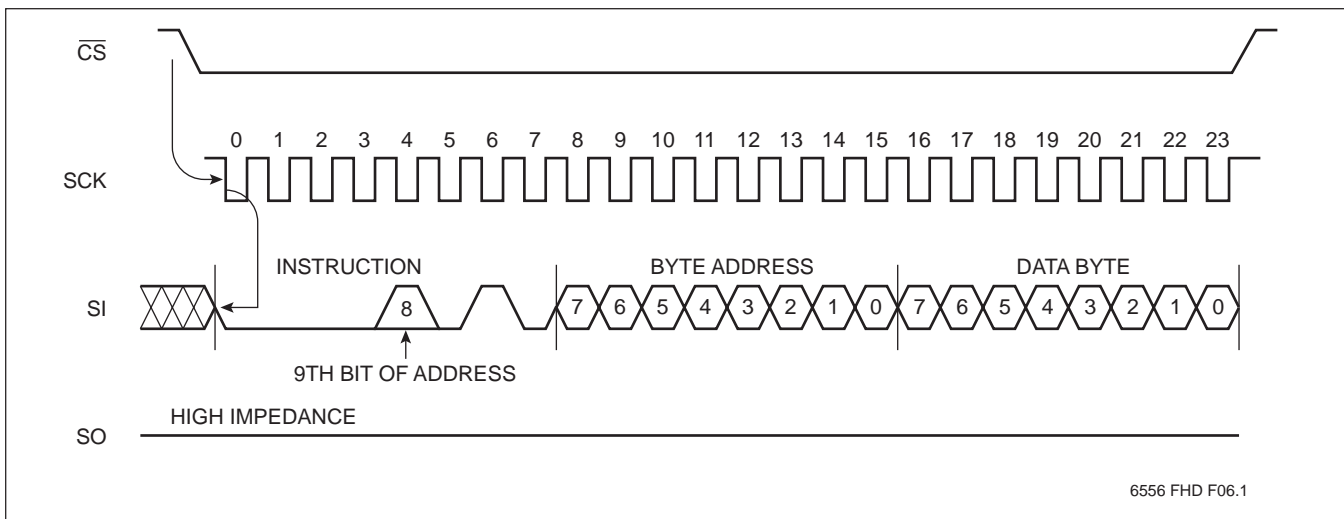 CS
0 1 2 3 4 5 6 7 8 9 10 11 12 13 14 15 16 17 18 19 20 21 22 23
SCK
INSTRUCTION BYTE ADDRESS DATA BYTE
SI 8 7 6 5 4 3 2 1 0 7 6 5 4 3 2 1 0
9TH BIT OF ADDRESS
HIGH IMPEDANCE
SO
6556 FHD F06.1